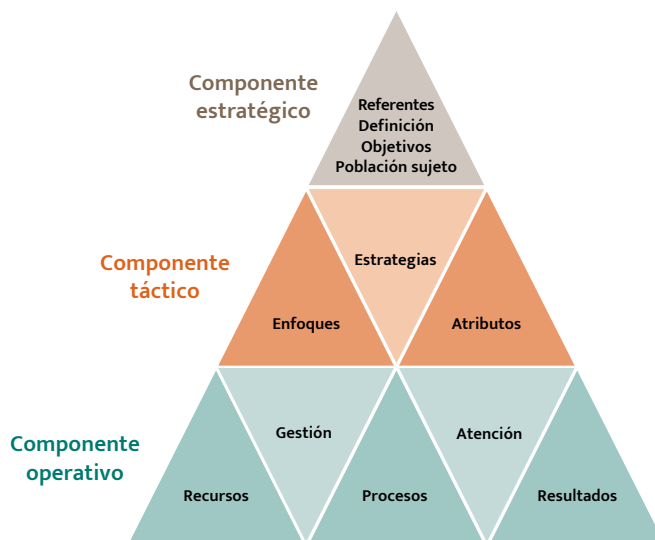 Componente
estratégico
Referentes
Definición
Objetivos
Población sujeto
Componente
táctico
Estrategias
Enfoques
Atributos
Componente
operativo
Gestión
Atención
Recursos
Procesos
Resultados